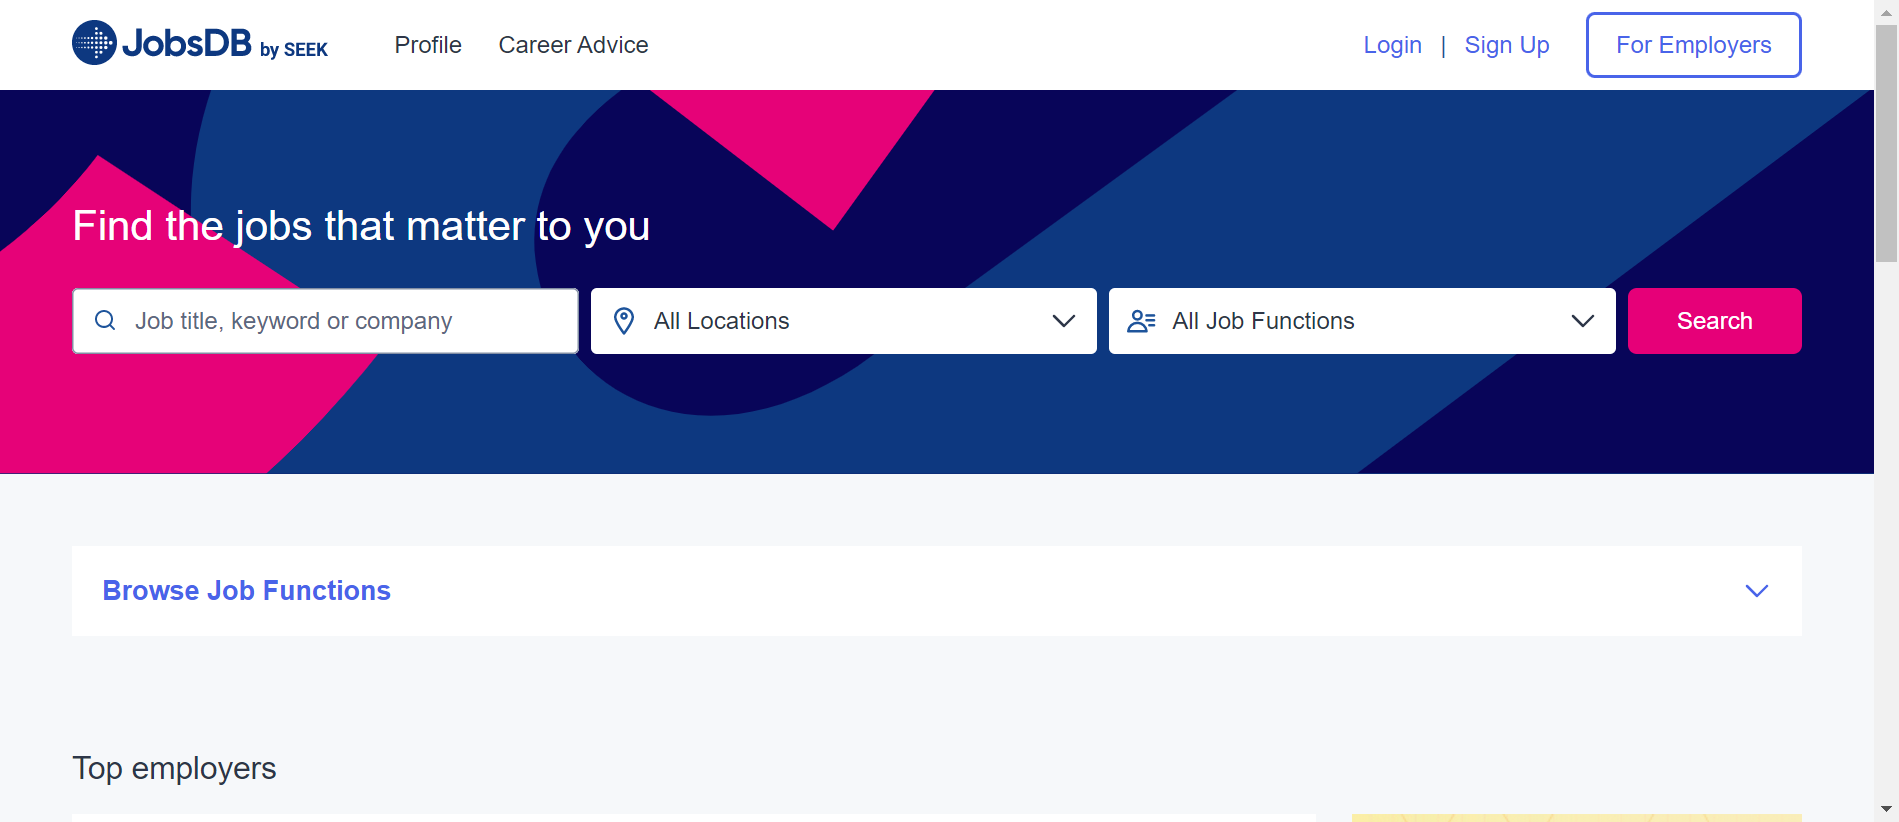 JobsDB by SEEK Profile Career Advice Login | Sign Up For Employers
Find the jobs that matter to you
Job title, keyword or company All Locations All Job Functions Search
Browse Job Functions
Top employers